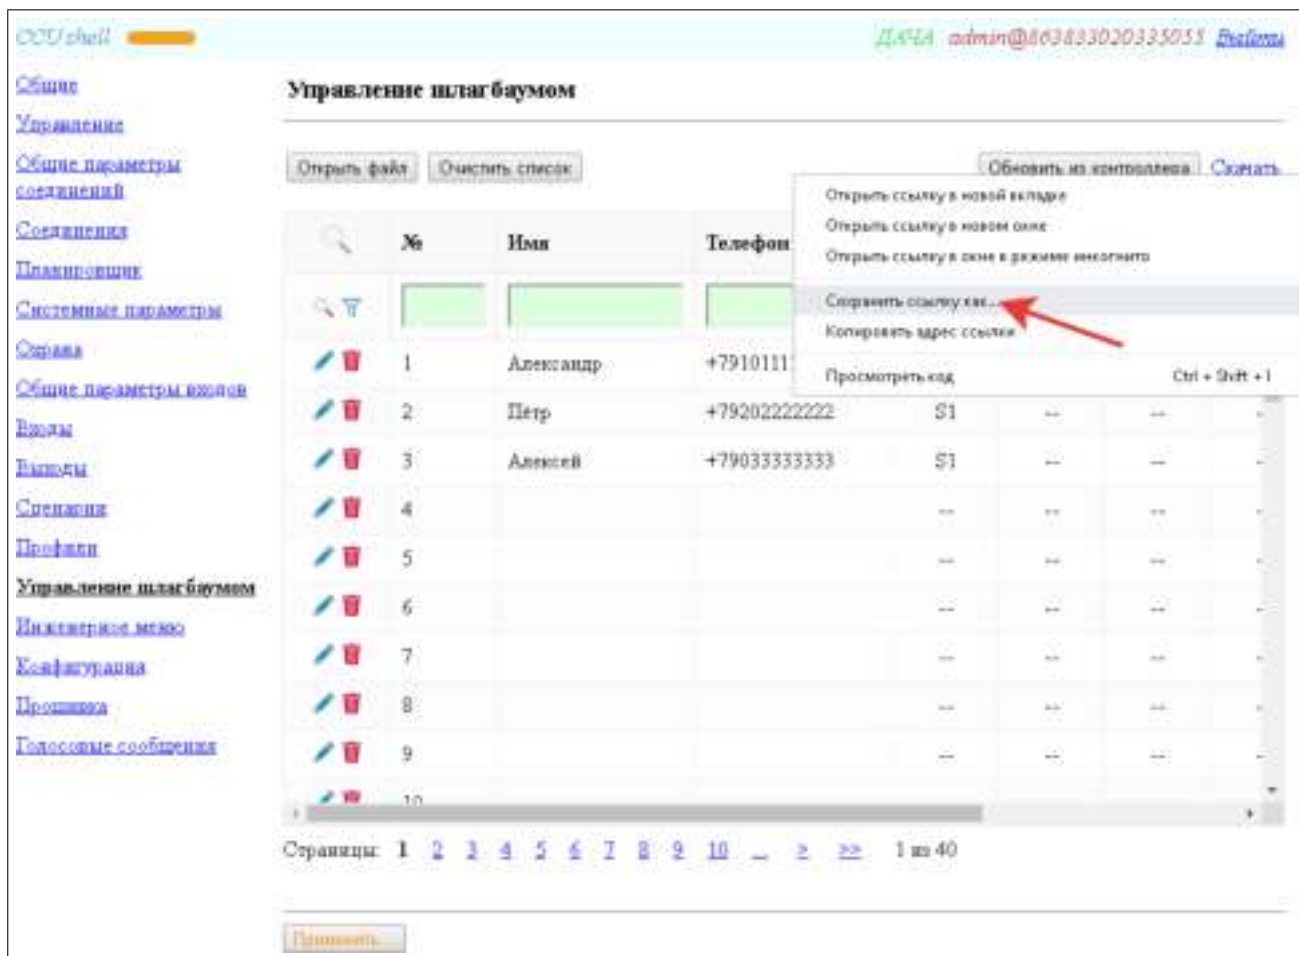 CCU shell
ДАЧА admin@863833020335055 Выйти
Общие
Управление
Общие параметры
соединений
Соединения
Планировщик
Системные параметры
Охрана
Общие параметры входов
Входы
Выходы
Сценарии
Профили
Управление шлагбаумом
Инженерное меню
Конфигурация
Прошивка
Голосовые сообщения
Управление шлагбаумом
Открыть файл Очистить список Обновить из контроллера Скачать
Открыть ссылку в новой вкладке
Открыть ссылку в новом окне
Открыть ссылку в окне в режиме инкогнито
Сохранить ссылку как...
Копировать адрес ссылки
Просмотреть код Ctrl + Shift + I
№ Имя Телефон
1 Александр +7910111
2 Петр +79202222222 S1 -- -- -
3 Алексей +79033333333 S1 -- -- -
4 -- -- -- -
5 -- -- -- -
6 -- -- -- -
7 -- -- -- -
8 -- -- -- -
9 -- -- -- -
10
Страницы: 1 2 3 4 5 6 7 8 9 10 ... > >> 1 из 40
Применить...